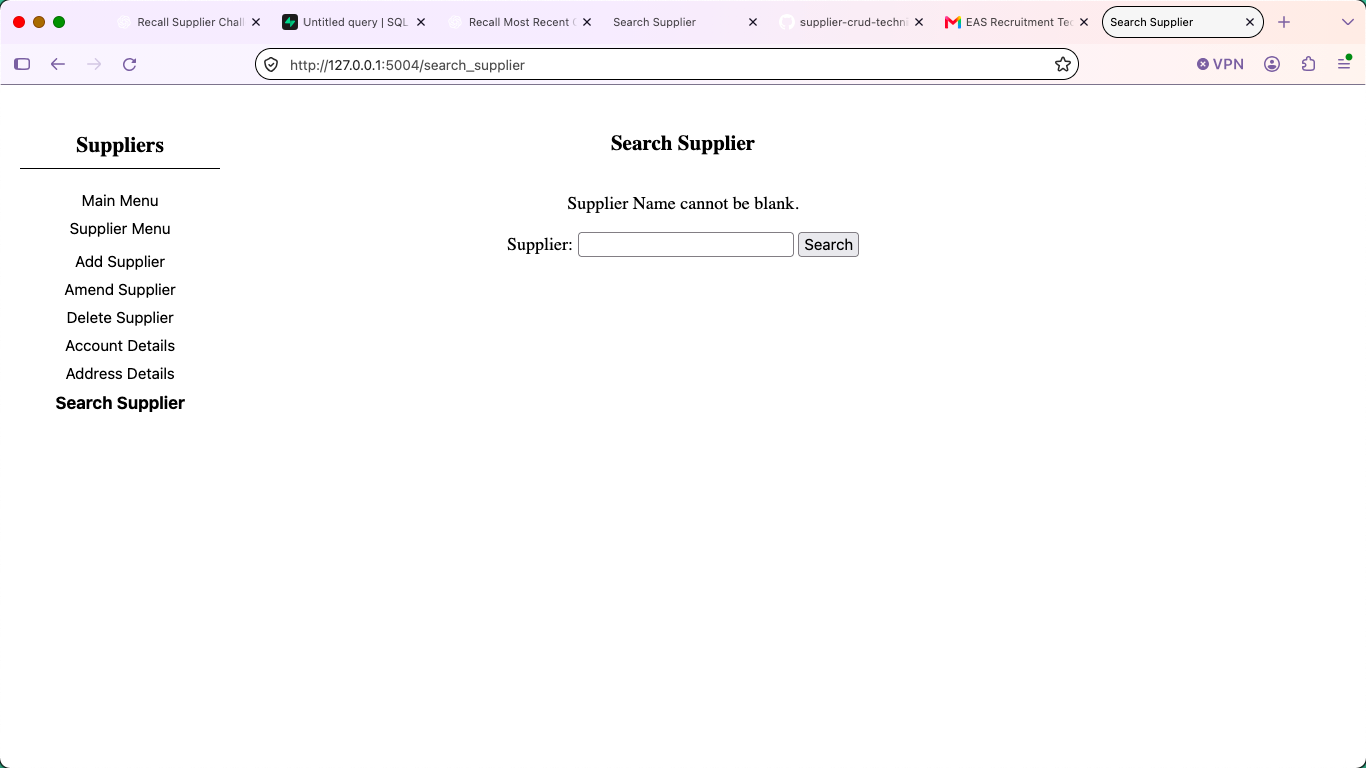 Recall Supplier Chall
Untitled query | SQL
Recall Most Recent
Search Supplier
supplier-crud-techni
EAS Recruitment Tec
Search Supplier
http://127.0.0.1:5004/search_supplier
VPN
Suppliers
Main Menu
Supplier Menu
Add Supplier
Amend Supplier
Delete Supplier
Account Details
Address Details
Search Supplier
Search Supplier
Supplier Name cannot be blank.
Supplier: Search